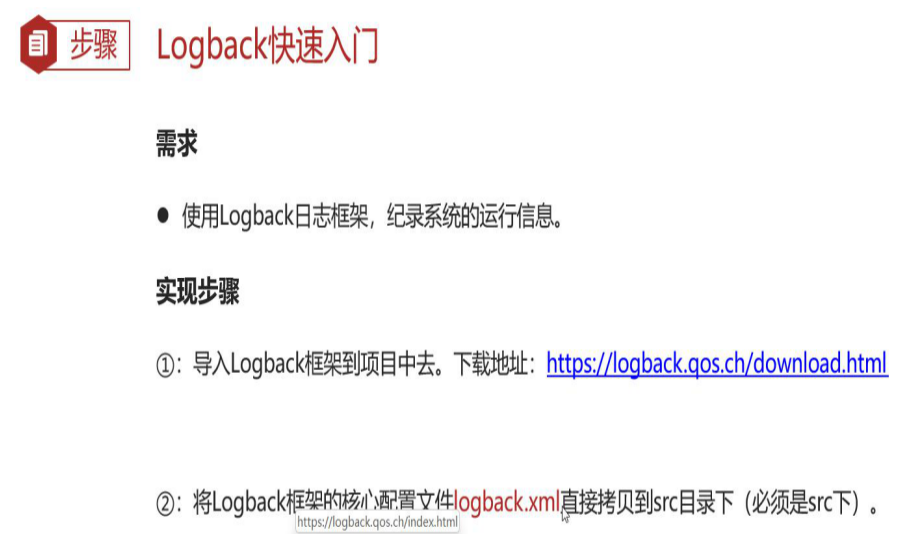 步骤
Logback快速入门
需求
● 使用Logback日志框架，纪录系统的运行信息。
实现步骤
①：导入Logback框架到项目中去。下载地址：https://logback.qos.ch/download.html
②：将Logback框架的核心配置文件logback.xml直接拷贝到src目录下（必须是src下）。
https://logback.qos.ch/index.html